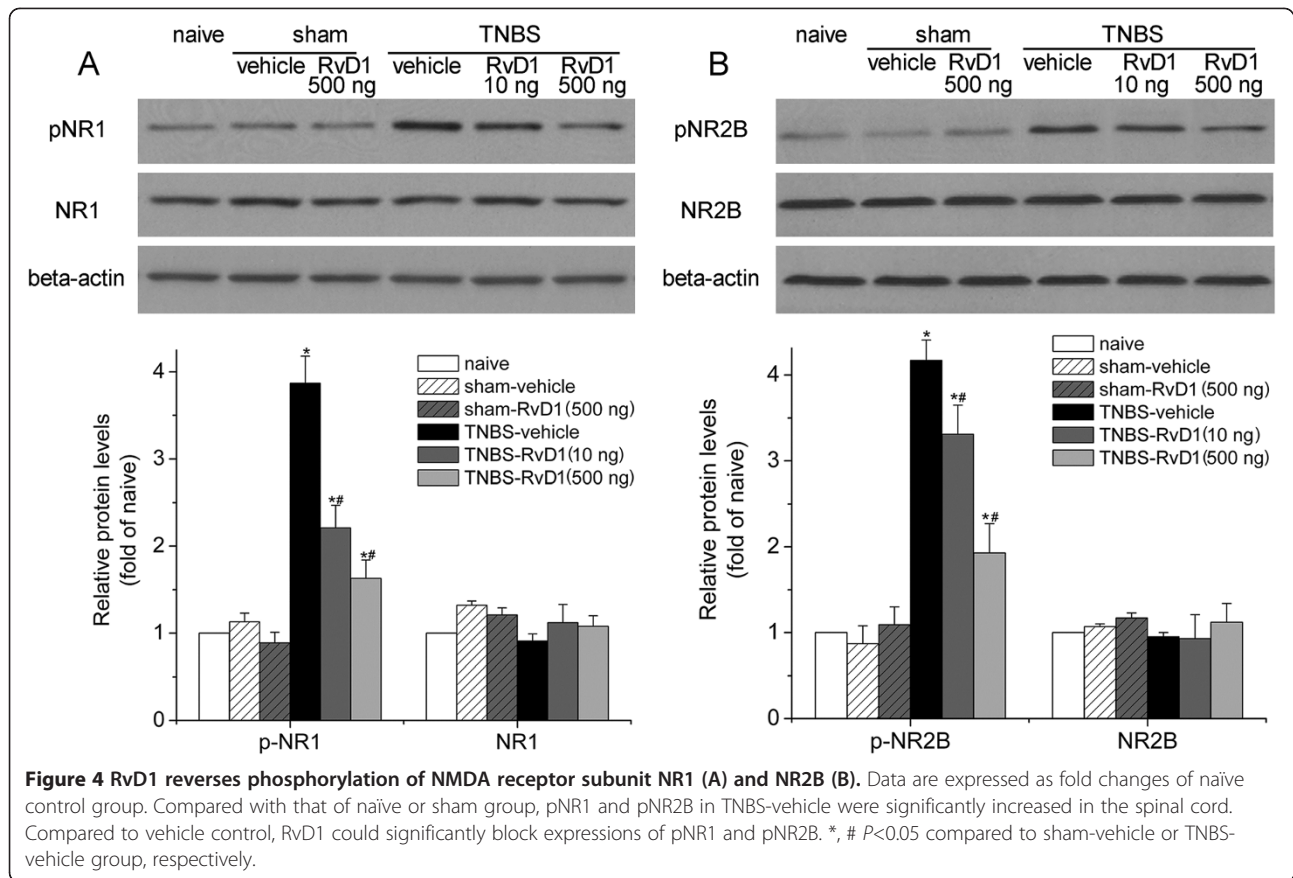 A
naive sham TNBS
vehicle RvD1 500 ng vehicle RvD1 10 ng RvD1 500 ng
pNR1
NR1
beta-actin
Relative protein levels
(fold of naive)
4
3
2
1
0
*
*#
*#
naive
sham-vehicle
sham-RvD1(500 ng)
TNBS-vehicle
TNBS-RvD1(10 ng)
TNBS-RvD1(500 ng)
p-NR1 NR1
B
naive sham TNBS
vehicle RvD1 500 ng vehicle RvD1 10 ng RvD1 500 ng
pNR2B
NR2B
beta-actin
Relative protein levels
(fold of naive)
4
3
2
1
0
*
*#
*#
naive
sham-vehicle
sham-RvD1(500 ng)
TNBS-vehicle
TNBS-RvD1(10 ng)
TNBS-RvD1(500 ng)
p-NR2B NR2B
Figure 4 RvD1 reverses phosphorylation of NMDA receptor subunit NR1 (A) and NR2B (B). Data are expressed as fold changes of naïve
control group. Compared with that of naïve or sham group, pNR1 and pNR2B in TNBS-vehicle were significantly increased in the spinal cord.
Compared to vehicle control, RvD1 could significantly block expressions of pNR1 and pNR2B. *, # P<0.05 compared to sham-vehicle or TNBS-
vehicle group, respectively.